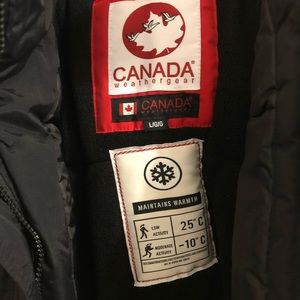 CANADA
weathergear
CANADA
weathergear
L/G/G
MAINTAINS WARMTH
LOW
ACTIVITY
25°C
MODERATE
ACTIVITY
-10°C